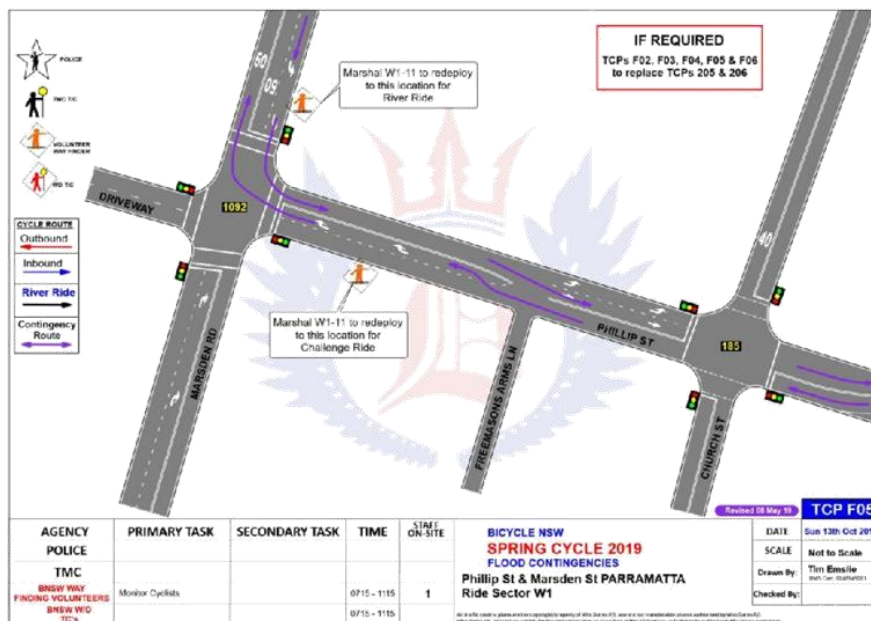 POLICE
TMC T/C
VOLUNTEER
WAY FINDER
W/D T/C
CYCLE ROUTE
Outbound
Inbound
River Ride
Contingency
Route
Marshal W1-11 to redeploy
to this location for
River Ride
IF REQUIRED
TCPs F02, F03, F04, F05 & F06
to replace TCPs 205 & 206
50
60
40
DRIVEWAY
1092
MARSDEN RD
Marshal W1-11 to redeploy
to this location for
Challenge Ride
PHILLIP ST
185
FREEMASONS ARMS LN
CHURCH ST
Revised 08 May 19
TCP F05
AGENCY
PRIMARY TASK
SECONDARY TASK
TIME
STAFF
ON-SITE
POLICE
TMC
BNSW WAY
FINDING VOLUNTEERS
Monitor Cyclists
0715 - 1115
1
BNSW W/D
TC's
0715 - 1115
BICYCLE NSW
SPRING CYCLE 2019
FLOOD CONTINGENCIES
Phillip St & Marsden St PARRAMATTA
Ride Sector W1
DATE
Sun 13th Oct 201
SCALE
Not to Scale
Drawn By:
Tim Emslie
Checked By: